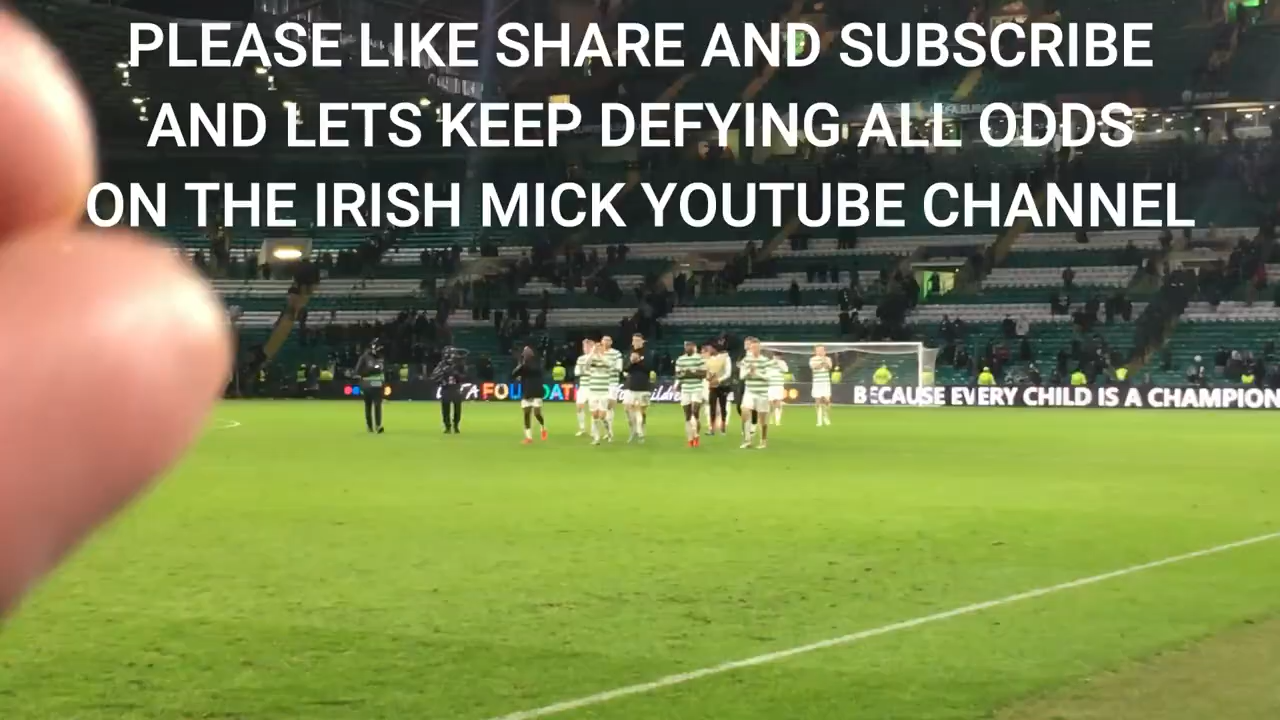 PLEASE LIKE SHARE AND SUBSCRIBE
AND LETS KEEP DEFYING ALL ODDS
ON THE IRISH MICK YOUTUBE CHANNEL
BECAUSE EVERY CHILD IS A CHAMPION